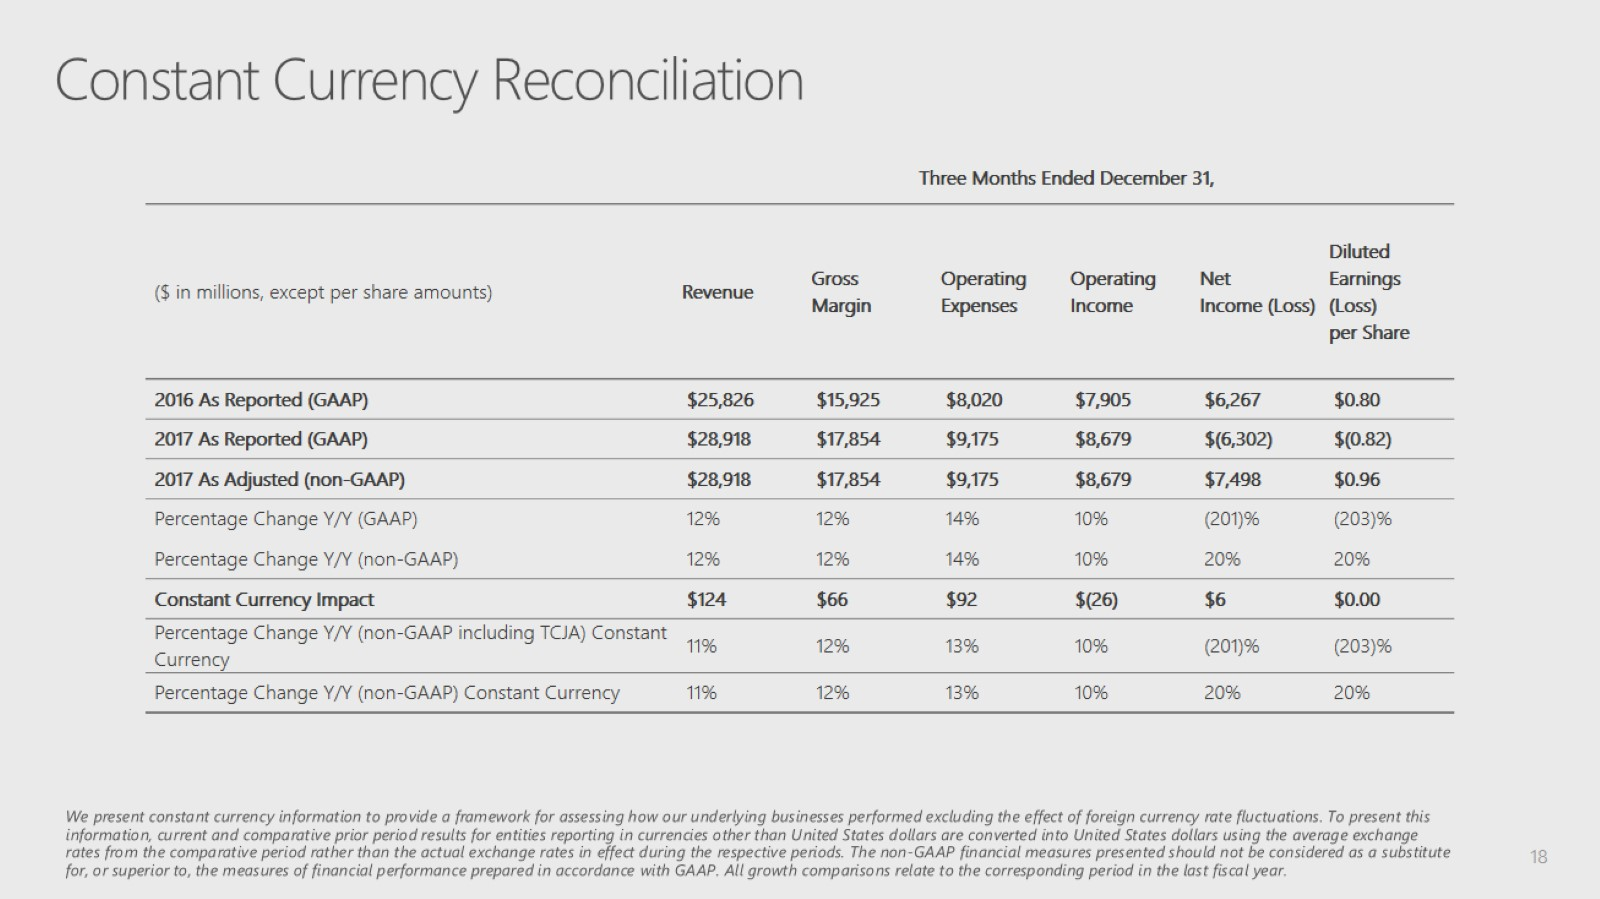 Constant Currency Reconciliation
Three Months Ended December 31,
($ in millions, except per share amounts) Revenue Gross Margin Operating Expenses Operating Income Net Income (Loss) Diluted Earnings (Loss) per Share
2016 As Reported (GAAP) $25,826 $15,925 $8,020 $7,905 $6,267 $0.80
2017 As Reported (GAAP) $28,918 $17,854 $9,175 $8,679 $(6,302) $(0.82)
2017 As Adjusted (non-GAAP) $28,918 $17,854 $9,175 $8,679 $7,498 $0.96
Percentage Change Y/Y (GAAP) 12% 12% 14% 10% (201)% (203)%
Percentage Change Y/Y (non-GAAP) 12% 12% 14% 10% 20% 20%
Constant Currency Impact $124 $66 $92 $(26) $6 $0.00
Percentage Change Y/Y (non-GAAP including TCJA) Constant Currency 11% 12% 13% 10% (201)% (203)%
Percentage Change Y/Y (non-GAAP) Constant Currency 11% 12% 13% 10% 20% 20%
We present constant currency information to provide a framework for assessing how our underlying businesses performed excluding the effect of foreign currency rate fluctuations. To present this
information, current and comparative prior period results for entities reporting in currencies other than United States dollars are converted into United States dollars using the average exchange
rates from the comparative period rather than the actual exchange rates in effect during the respective periods. The non-GAAP financial measures presented should not be considered as a substitute
for, or superior to, the measures of financial performance prepared in accordance with GAAP. All growth comparisons relate to the corresponding period in the last fiscal year.
18